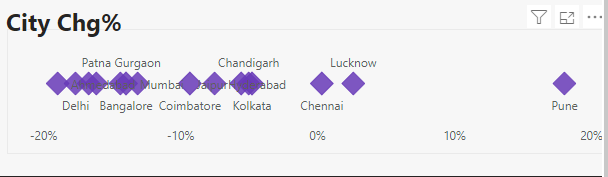 City Chg%
Patna Gurgaon Chandigarh Lucknow
Delhi Bangalore Coimbatore Kolkata Chennai Pune
-20% -10% 0% 10% 20%